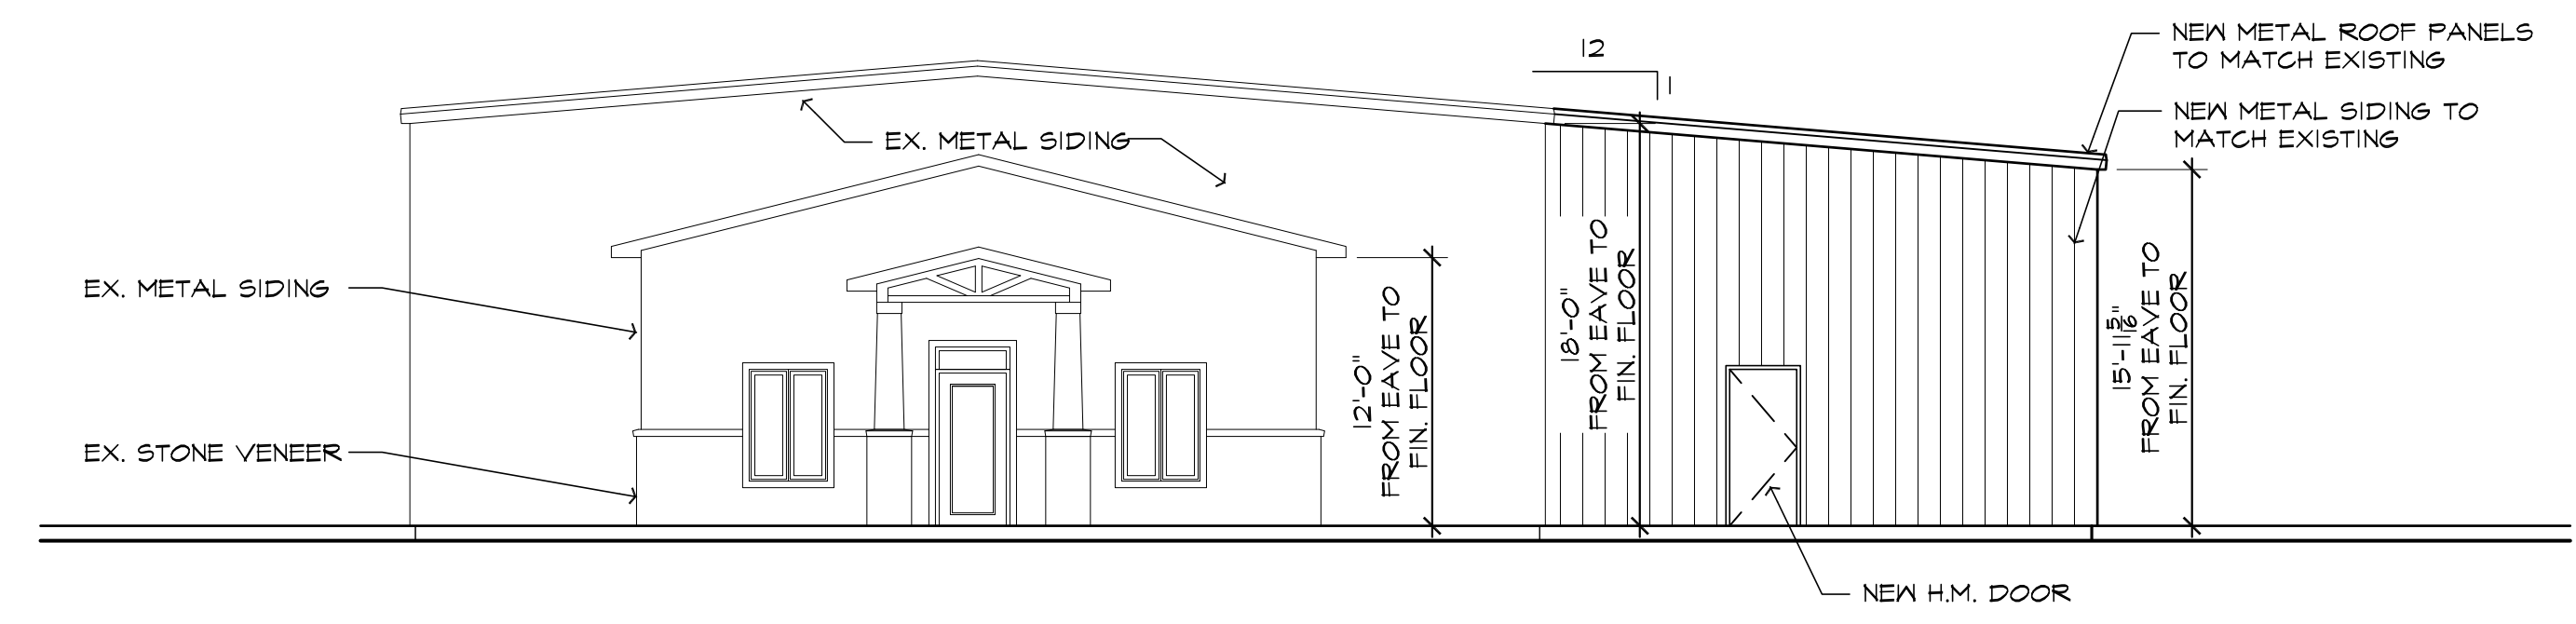 12
1
NEW METAL ROOF PANELS
TO MATCH EXISTING
NEW METAL SIDING TO
MATCH EXISTING
EX. METAL SIDING
EX. METAL SIDING
EX. STONE VENEER
12'-0"
FROM EAVE TO
FIN. FLOOR
18'-0"
FROM EAVE TO
FIN. FLOOR
15'-11 5/16"
FROM EAVE TO
FIN. FLOOR
NEW H.M. DOOR